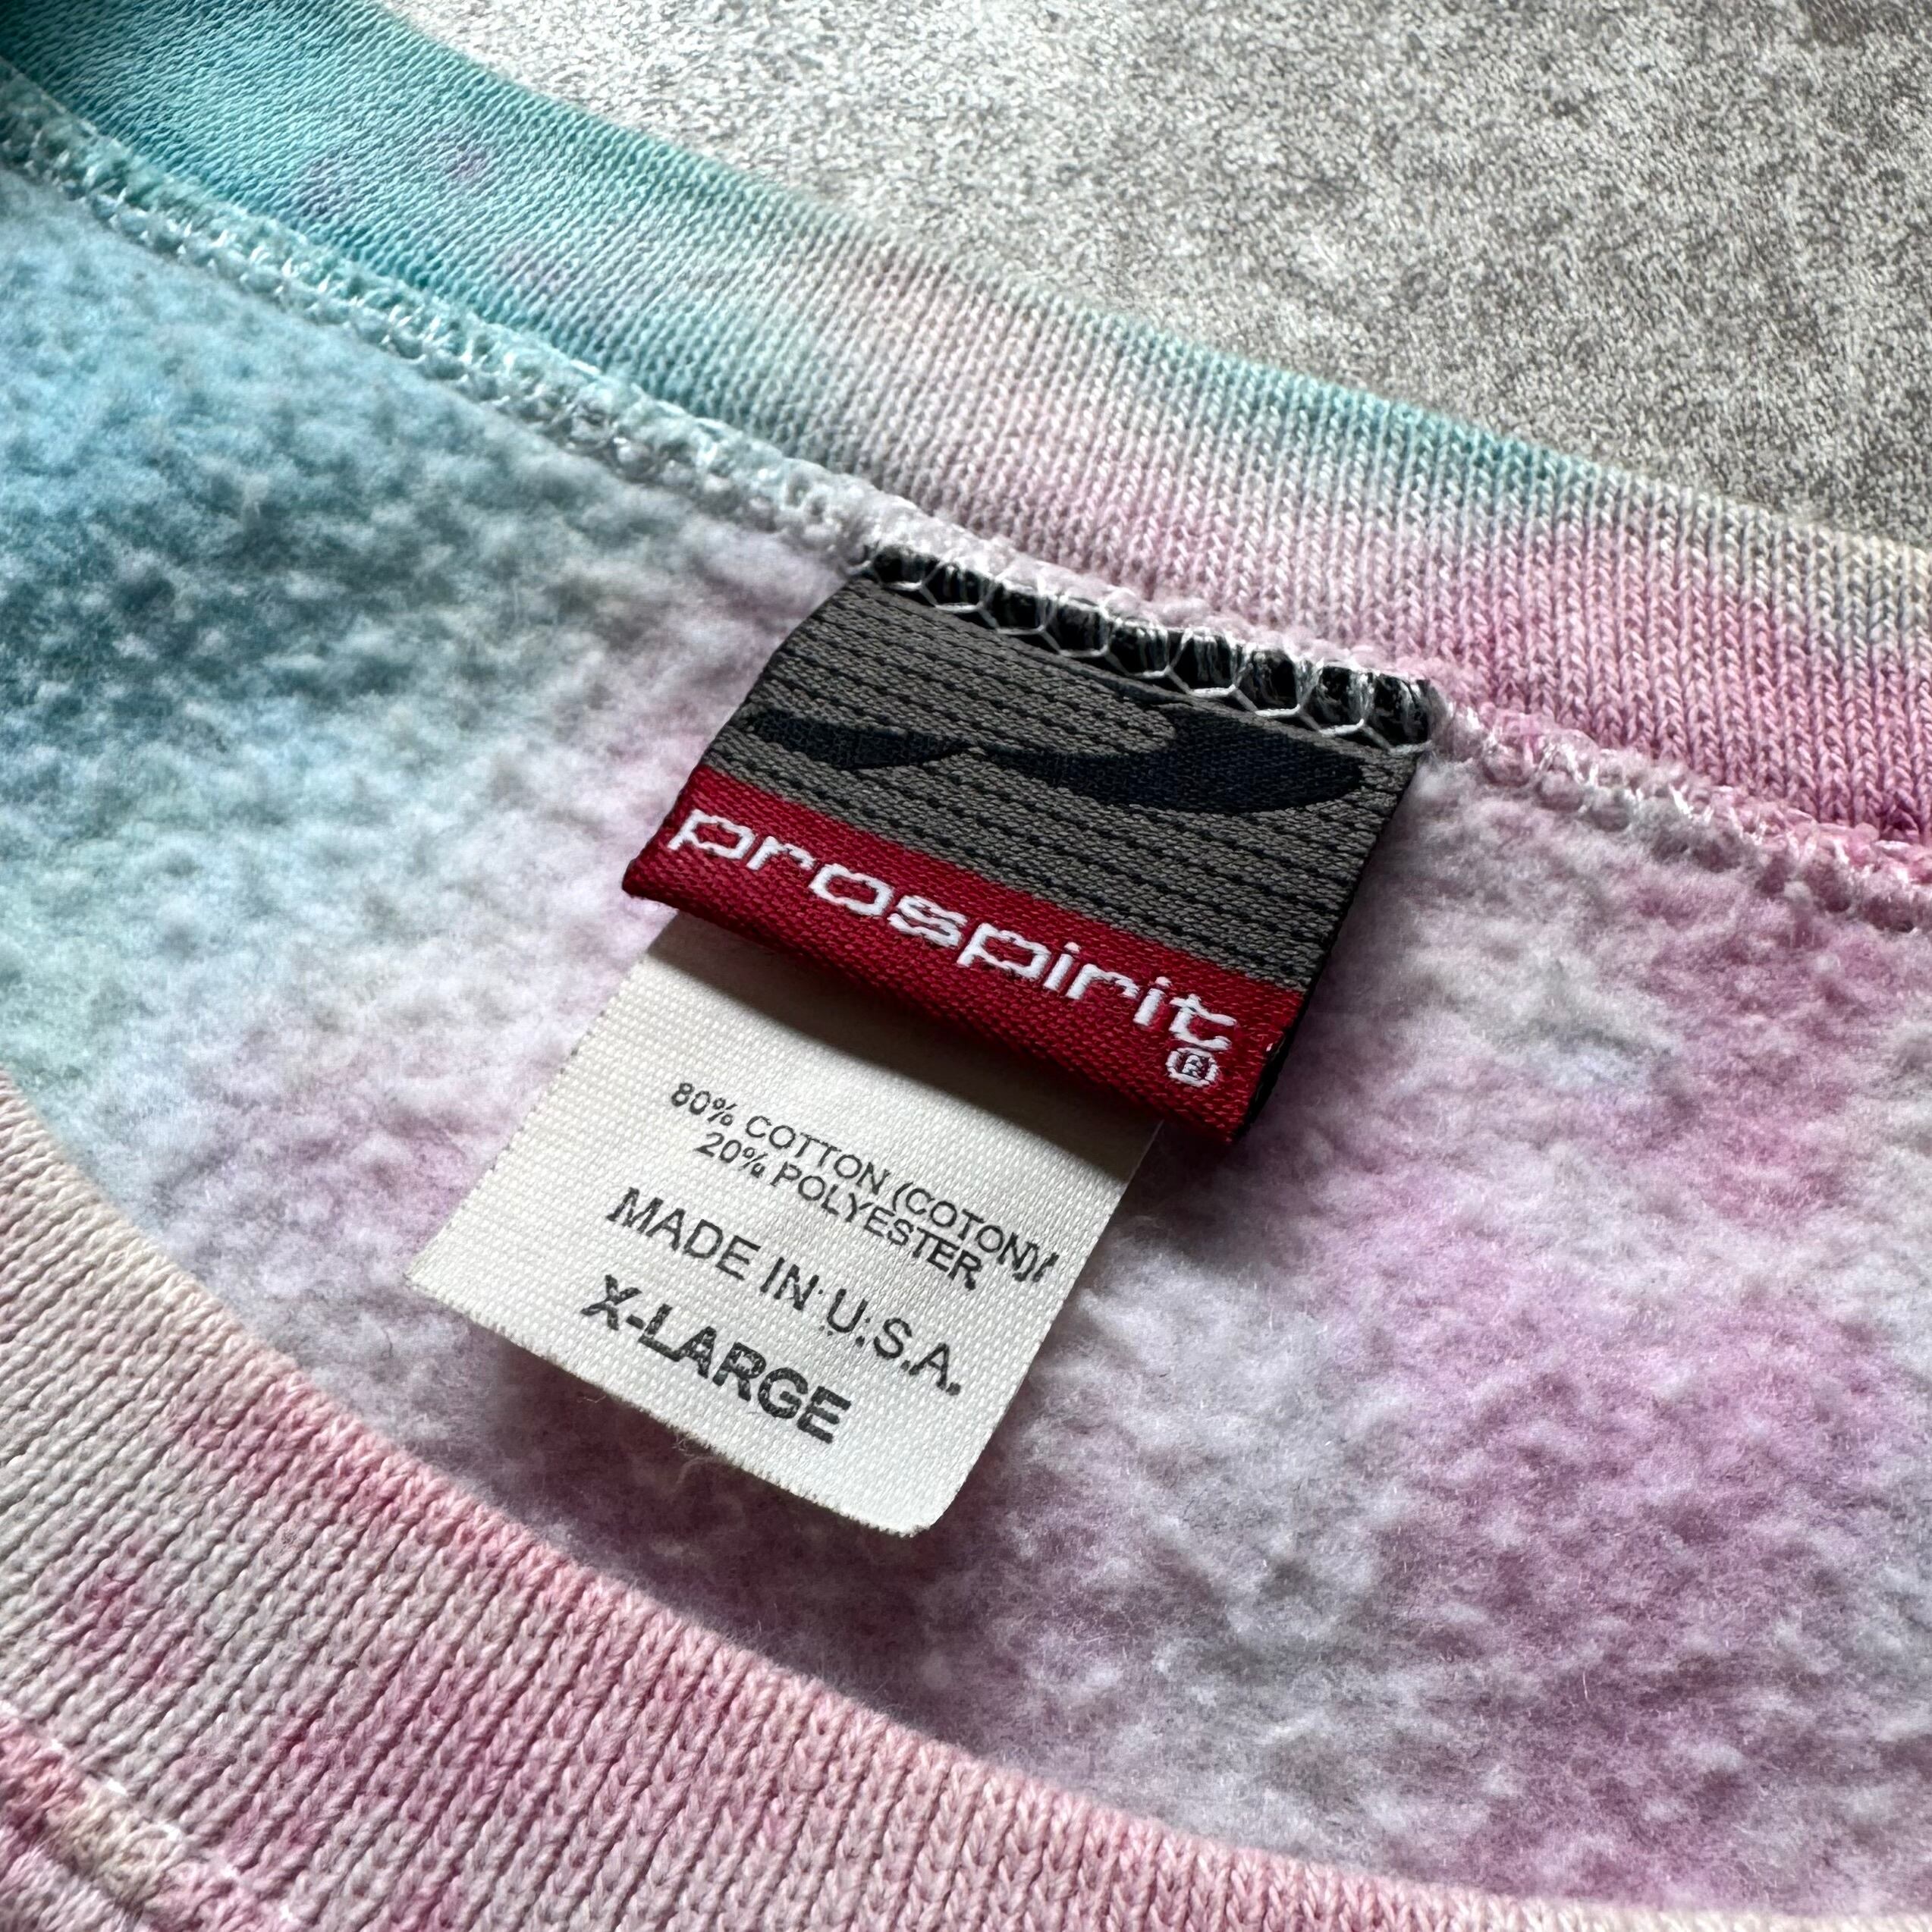 prospirit®
80% COTTON (COTON)/
20% POLYESTER
MADE IN U.S.A.
X-LARGE